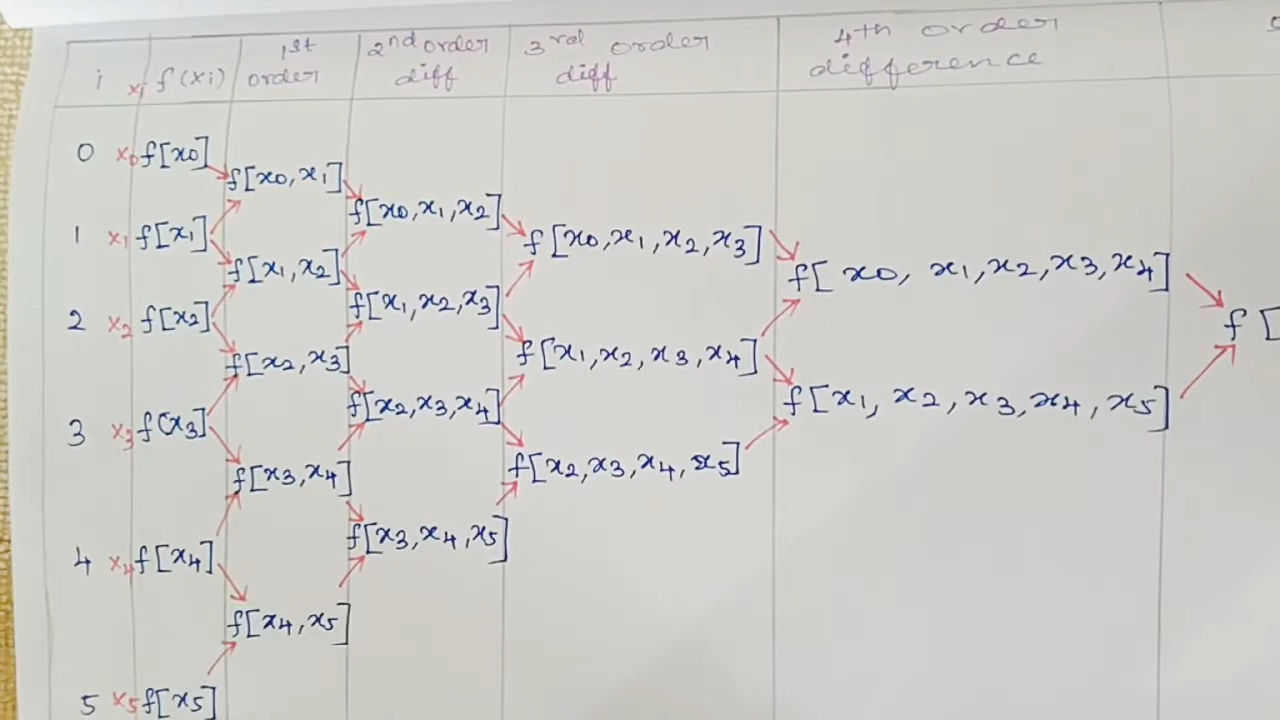 i xi f(xi) 1st order 2nd order diff 3rd order diff 4th order difference
0 x0 f[x0]
f[x0,x1]
f[x0,x1,x2]
1 x1 f[x1]
f[x0,x1,x2,x3]
f[x1,x2]
f[x0, x1,x2,x3,x4]
f[x1,x2,x3]
2 x2 f[x2]
f [
f[x2,x3]
f[x1,x2,x3,x4]
f[x2,x3,x4]
f[x1, x2,x3,x4,x5]
3 x3 f(x3]
f[x3,x4]
f[x2,x3,x4,x5]
f[x3,x4,x5]
4 x4 f[x4]
f[x4,x5]
5 x5 f[x5]